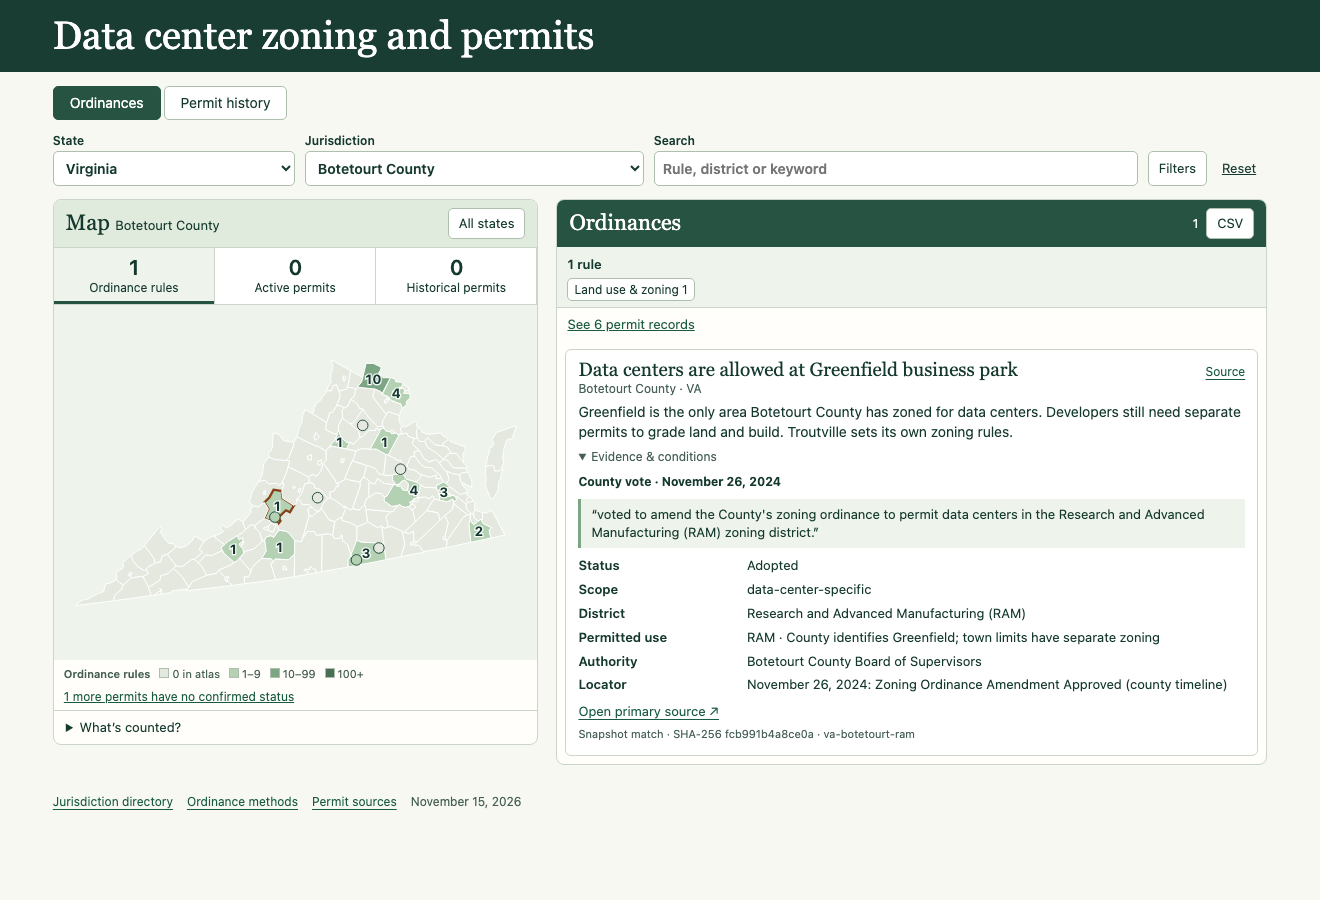 Data center zoning and permits
Ordinances
Permit history
State
Jurisdiction
Search
Virginia
Botetourt County
Rule, district or keyword
Filters
Reset
Map Botetourt County
All states
1
Ordinance rules
0
Active permits
0
Historical permits
10
4
1
1
4
3
1
2
1
1
3
Ordinance rules 0 in atlas 1–9 10–99 100+
1 more permits have no confirmed status
What's counted?
Ordinances
1
CSV
1 rule
Land use & zoning 1
See 6 permit records
Data centers are allowed at Greenfield business park
Source
Botetourt County · VA
Greenfield is the only area Botetourt County has zoned for data centers. Developers still need separate
permits to grade land and build. Troutville sets its own zoning rules.
▼ Evidence & conditions
County vote · November 26, 2024
“voted to amend the County's zoning ordinance to permit data centers in the Research and Advanced
Manufacturing (RAM) zoning district.”
Status Adopted
Scope data-center-specific
District Research and Advanced Manufacturing (RAM)
Permitted use RAM · County identifies Greenfield; town limits have separate zoning
Authority Botetourt County Board of Supervisors
Locator November 26, 2024: Zoning Ordinance Amendment Approved (county timeline)
Open primary source ↗
Snapshot match · SHA-256 fcb991b4a8ce0a · va-botetourt-ram
Jurisdiction directory
Ordinance methods
Permit sources
November 15, 2026